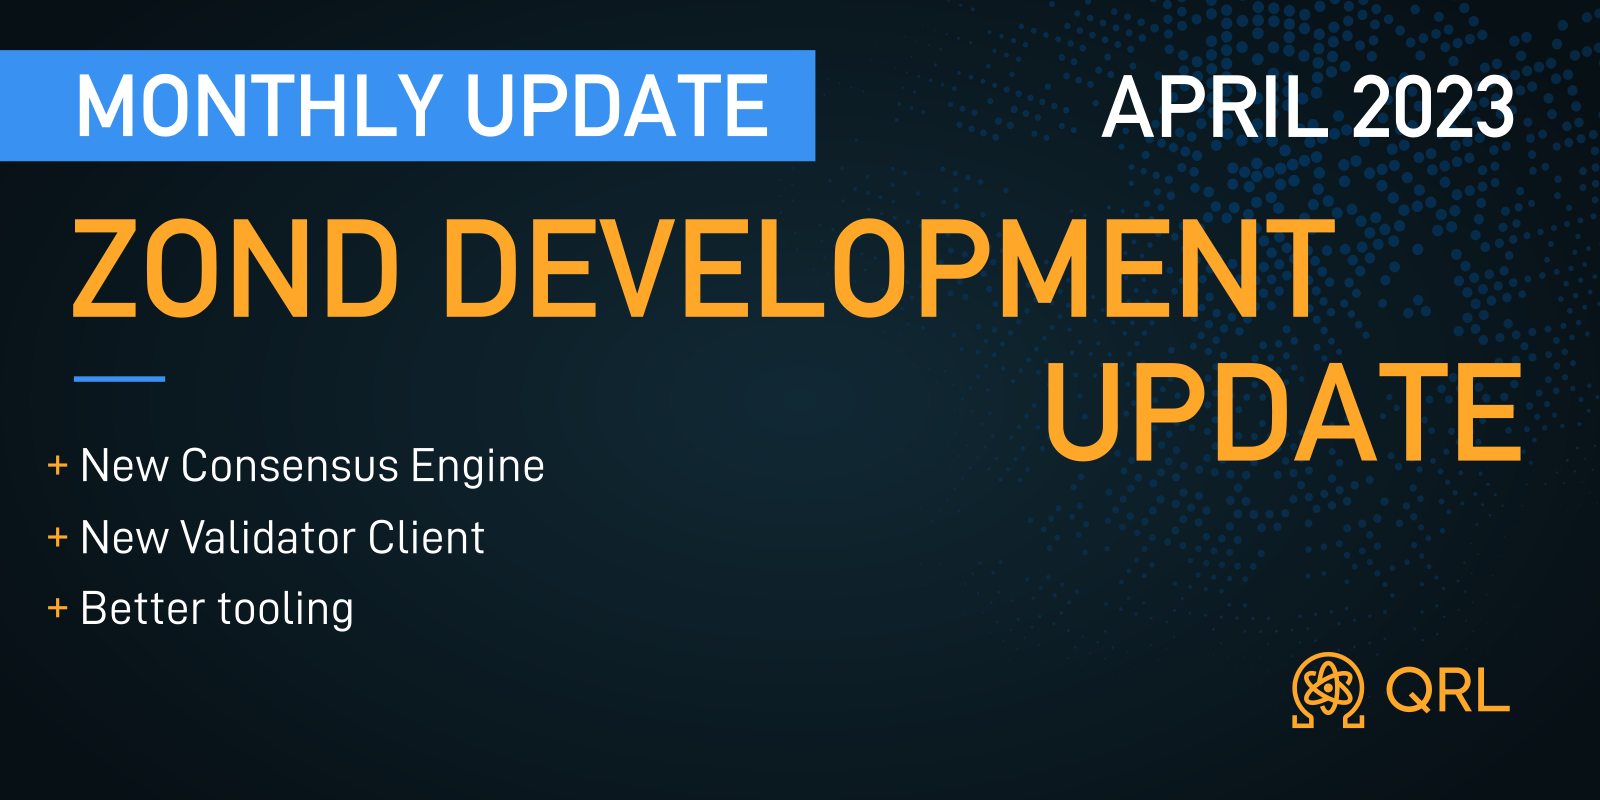 MONTHLY UPDATE
APRIL 2023
ZOND DEVELOPMENT
UPDATE
+ New Consensus Engine
+ New Validator Client
+ Better tooling
QRL